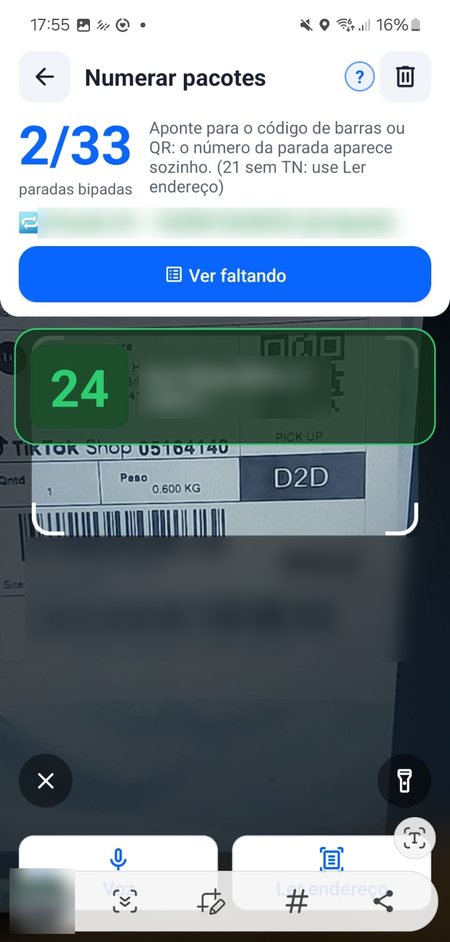 17:55
16%
Numerar pacotes
?
2/33
paradas bipadas
Aponte para o código de barras ou
QR: o número da parada aparece
sozinho. (21 sem TN: use Ler
endereço)
Ver faltando
24
PICK UP
TikTok Shop 05164140
Qntd
1
Peso
0.600 KG
D2D
Site
Voz
Ler endereço
T
#